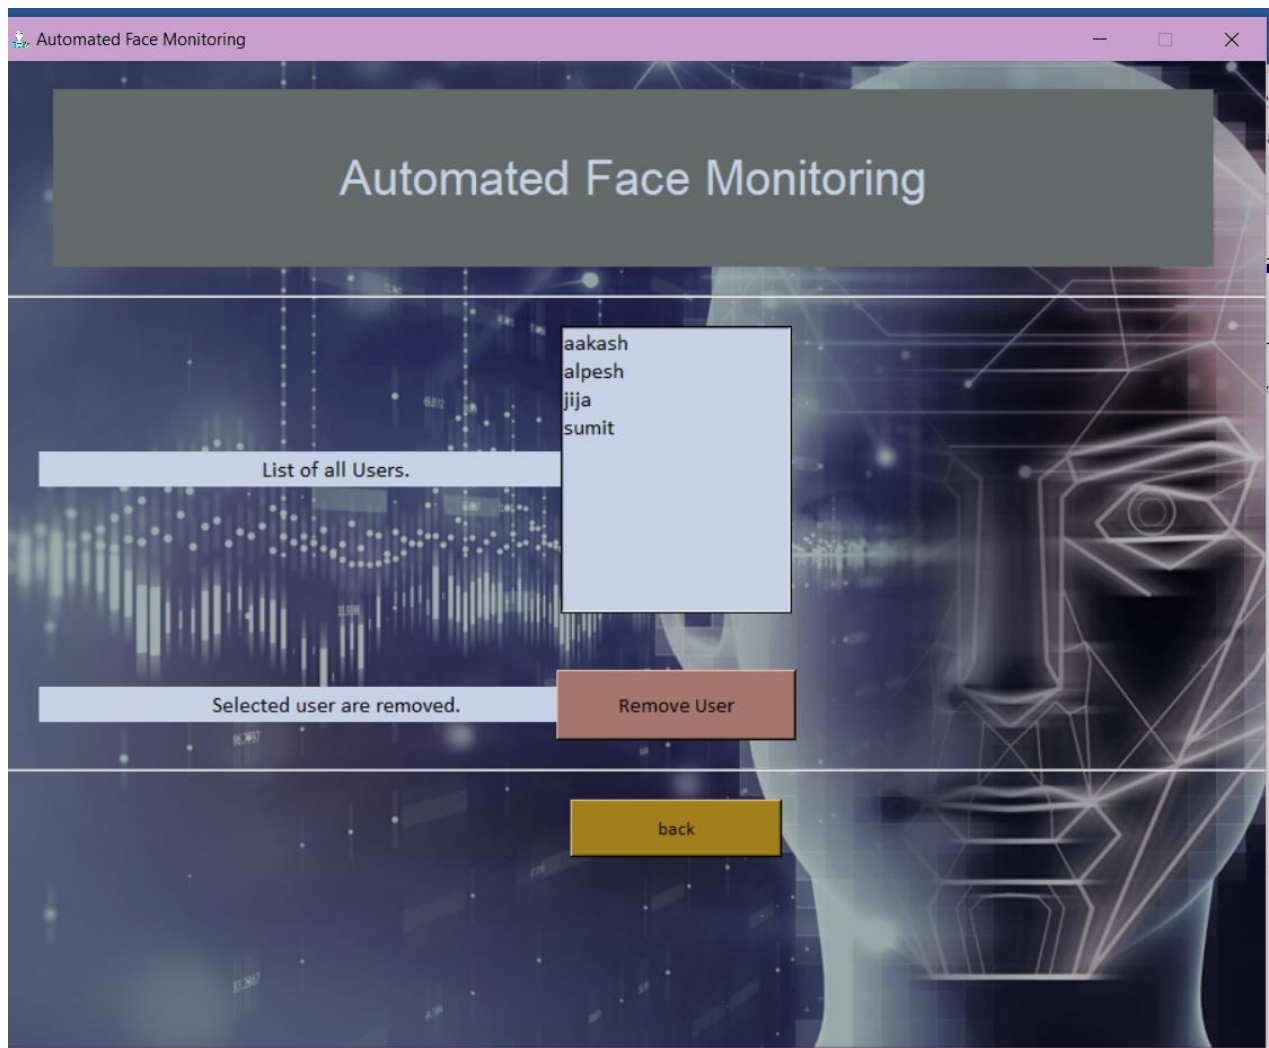 Automated Face Monitoring
Automated Face Monitoring
aakash
alpesh
jija
sumit
List of all Users.
Selected user are removed.
Remove User
back